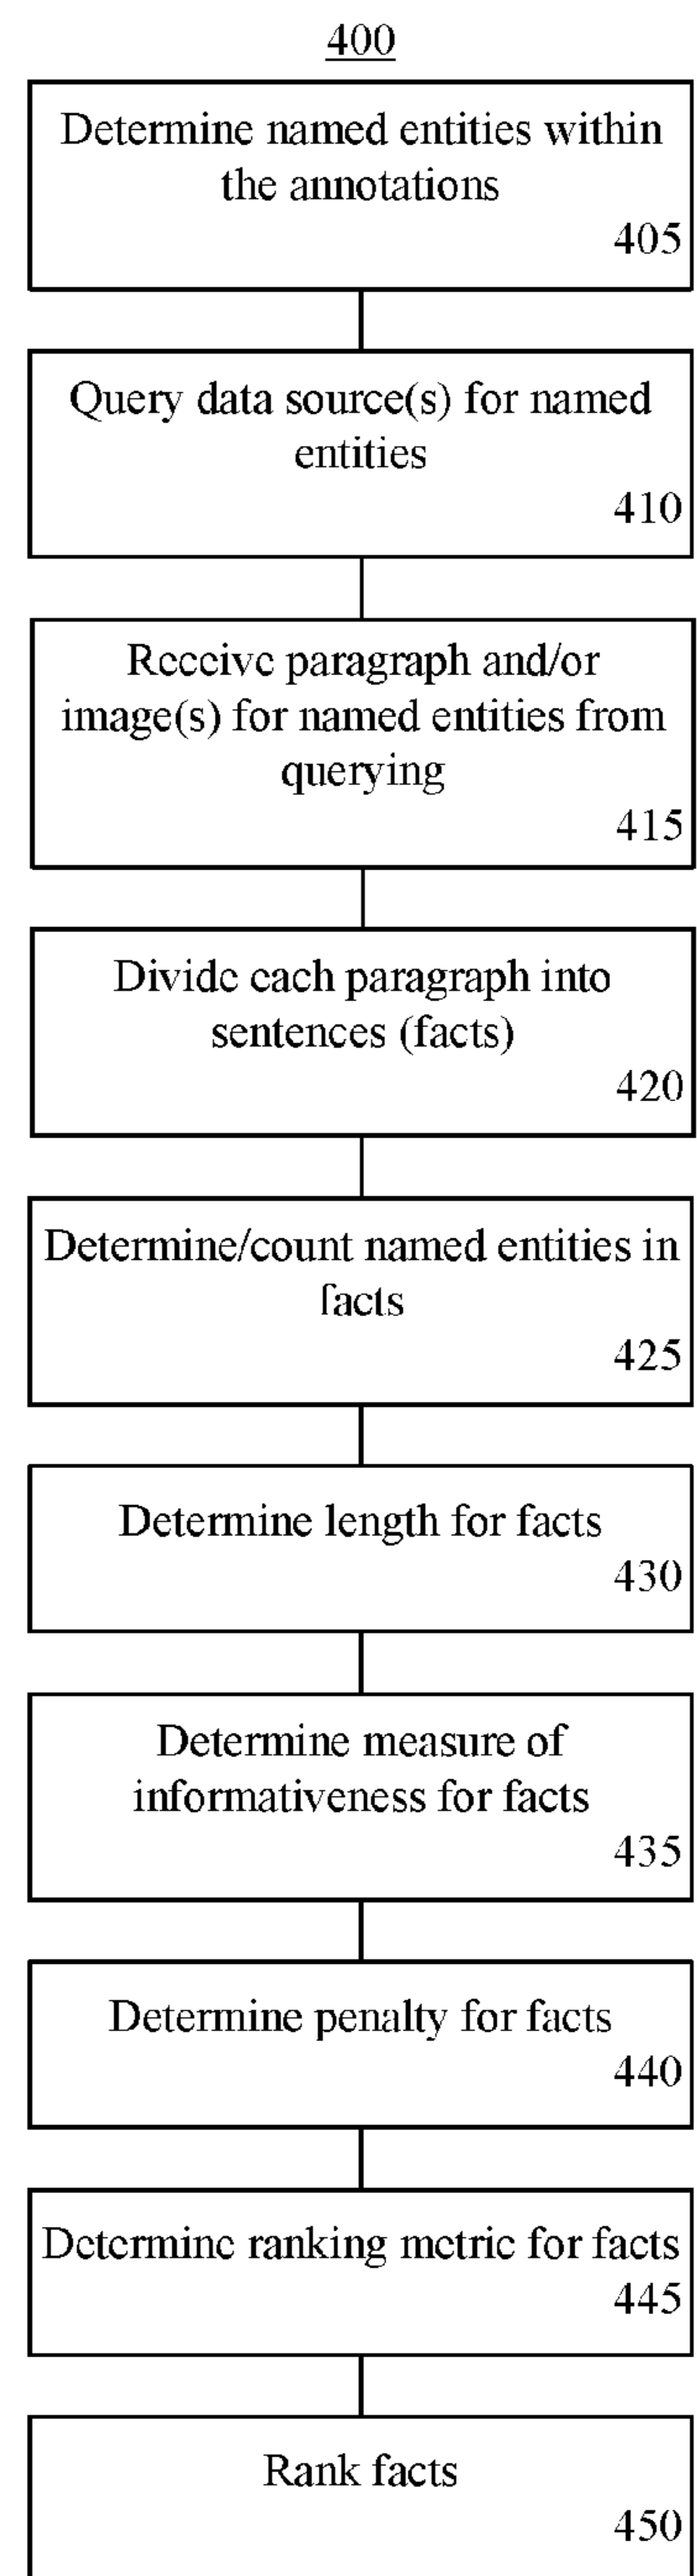 400
Determine named entities within
the annotations
405
Query data source(s) for named
entities
410
Receive paragraph and/or
image(s) for named entities from
querying
415
Divide each paragraph into
sentences (facts)
420
Determine/count named entities in
facts
425
Determine length for facts
430
Determine measure of
informativeness for facts
435
Determine penalty for facts
440
Determine ranking metric for facts
445
Rank facts
450